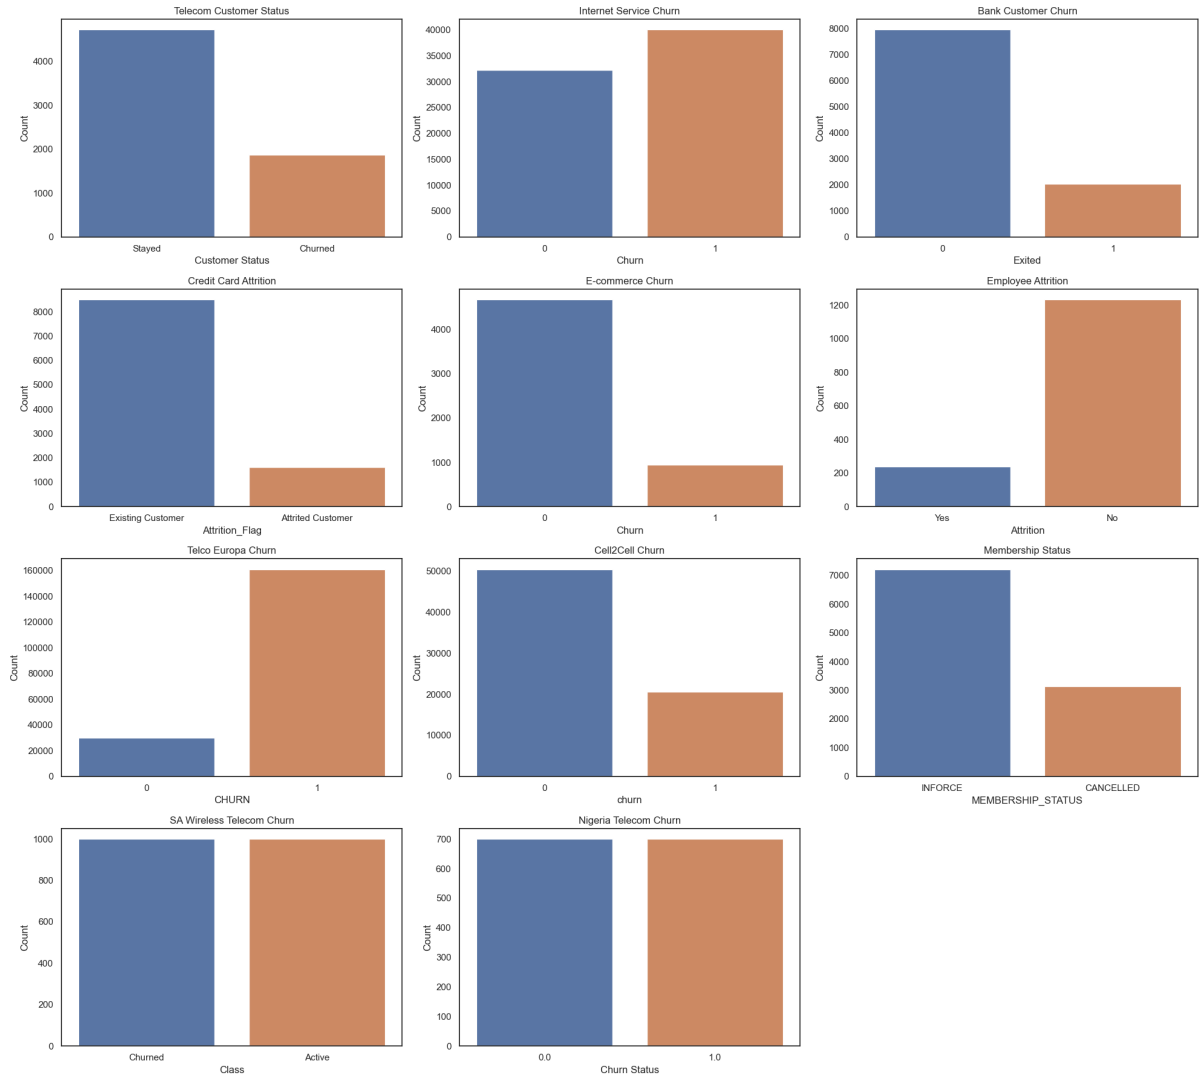 Telecom Customer Status
Count
4000
3000
2000
1000
0
Stayed Churned
Customer Status
Internet Service Churn
Count
40000
35000
30000
25000
20000
15000
10000
5000
0
0 1
Churn
Bank Customer Churn
Count
8000
7000
6000
5000
4000
3000
2000
1000
0
0 1
Exited
Credit Card Attrition
Count
8000
7000
6000
5000
4000
3000
2000
1000
0
Existing Customer Attrited Customer
Attrition_Flag
E-commerce Churn
Count
4000
3000
2000
1000
0
0 1
Churn
Employee Attrition
Count
1200
1000
800
600
400
200
0
Yes No
Attrition
Telco Europa Churn
Count
160000
140000
120000
100000
80000
60000
40000
20000
0
0 1
CHURN
Cell2Cell Churn
Count
50000
40000
30000
20000
10000
0
0 1
churn
Membership Status
Count
7000
6000
5000
4000
3000
2000
1000
0
INFORCE CANCELLED
MEMBERSHIP_STATUS
SA Wireless Telecom Churn
Count
1000
800
600
400
200
0
Churned Active
Class
Nigeria Telecom Churn
Count
700
600
500
400
300
200
100
0
0.0 1.0
Churn Status